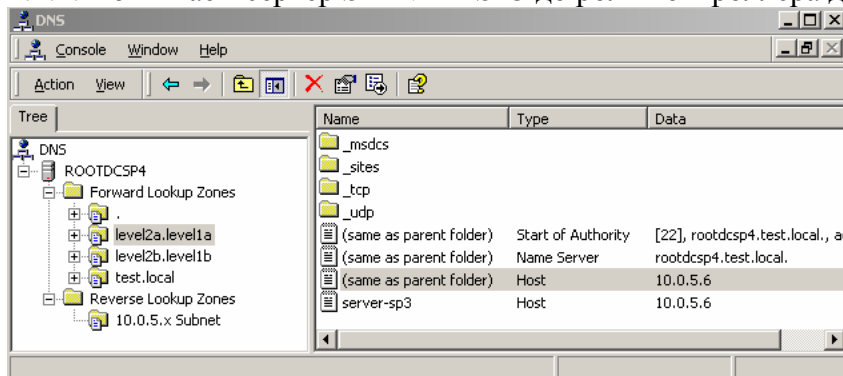 DNS
Console Window Help
Action View
Tree
Name Type Data
DNS
ROOTDCSP4
Forward Lookup Zones
.
level2a.level1a
level2b.level1b
test.local
Reverse Lookup Zones
10.0.5.x Subnet
_msdcs
_sites
_tcp
_udp
(same as parent folder) Start of Authority [22], rootdcsp4.test.local., a
(same as parent folder) Name Server rootdcsp4.test.local.
(same as parent folder) Host 10.0.5.6
server-sp3 Host 10.0.5.6